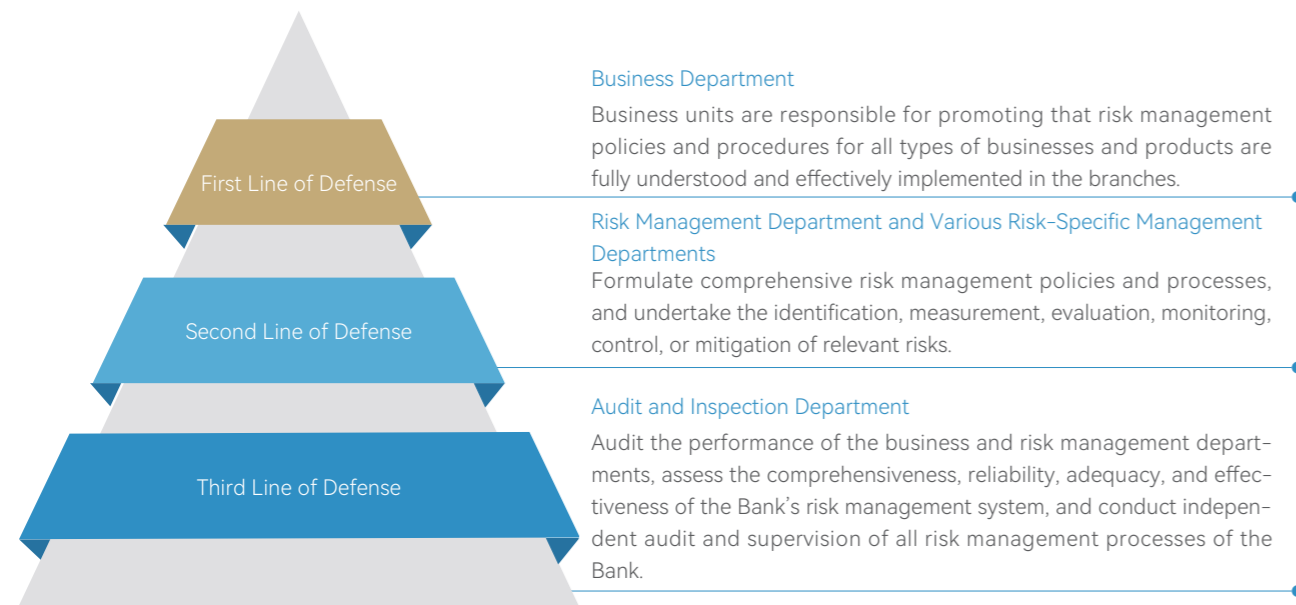 First Line of Defense
Business Department
Business units are responsible for promoting that risk management
policies and procedures for all types of businesses and products are
fully understood and effectively implemented in the branches.
Second Line of Defense
Risk Management Department and Various Risk-Specific Management
Departments
Formulate comprehensive risk management policies and processes,
and undertake the identification, measurement, evaluation, monitoring,
control, or mitigation of relevant risks.
Third Line of Defense
Audit and Inspection Department
Audit the performance of the business and risk management depart-
ments, assess the comprehensiveness, reliability, adequacy, and effec-
tiveness of the Bank's risk management system, and conduct indepen-
dent audit and supervision of all risk management processes of the
Bank.